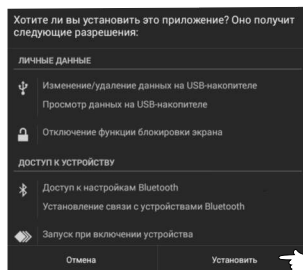 Хотите ли вы установить это приложение? Оно получит
следующие разрешения:
ЛИЧНЫЕ ДАННЫЕ
Изменение/удаление данных на USB-накопителе
Просмотр данных на USB-накопителе
Отключение функции блокировки экрана
ДОСТУП К УСТРОЙСТВУ
Доступ к настройкам Bluetooth
Установление связи с устройствами Bluetooth
Запуск при включении устройства
Отмена
Установить